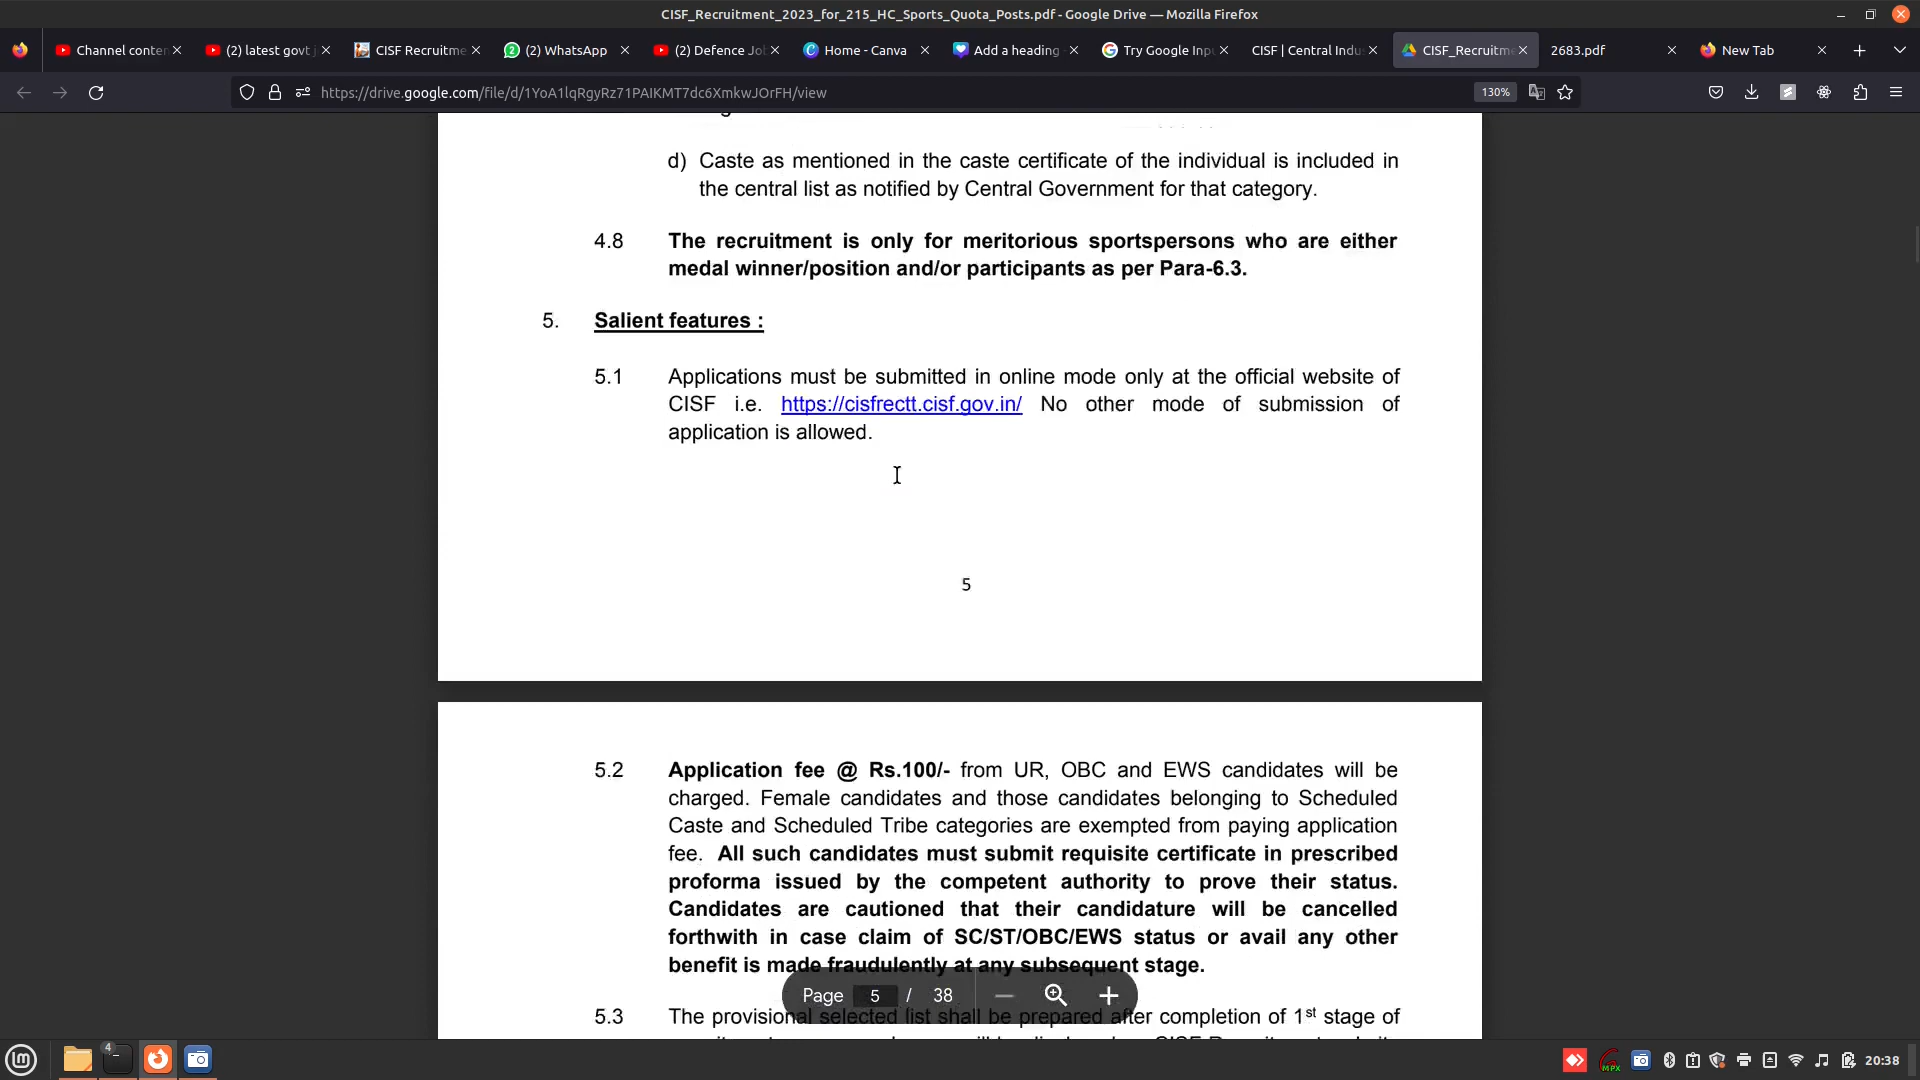 CISF_Recruitment_2023_for_215_HC_Sports_Quota_Posts.pdf - Google Drive — Mozilla Firefox
Channel conten (2) latest govt j CISF Recruitme (2) WhatsApp (2) Defence Jo Home - Canva Add a heading Try Google Inp CISF | Central Indu CISF_Recruitm 2683.pdf New Tab
https://drive.google.com/file/d/1YoA1lqRgyRz71PAIKMT7dc6XmkwJOrFH/view 130%
d) Caste as mentioned in the caste certificate of the individual is included in
the central list as notified by Central Government for that category.
4.8 The recruitment is only for meritorious sportspersons who are either
medal winner/position and/or participants as per Para-6.3.
5. Salient features :
5.1 Applications must be submitted in online mode only at the official website of
CISF i.e. https://cisfrectt.cisf.gov.in/ No other mode of submission of
application is allowed.
5
5.2 Application fee @ Rs.100/- from UR, OBC and EWS candidates will be
charged. Female candidates and those candidates belonging to Scheduled
Caste and Scheduled Tribe categories are exempted from paying application
fee. All such candidates must submit requisite certificate in prescribed
proforma issued by the competent authority to prove their status.
Candidates are cautioned that their candidature will be cancelled
forthwith in case claim of SC/ST/OBC/EWS status or avail any other
benefit is made fraudulently at any subsequent stage.
Page 5 / 38
5.3 The provisional selected list shall be prepared after completion of 1st stage of
4
20:38